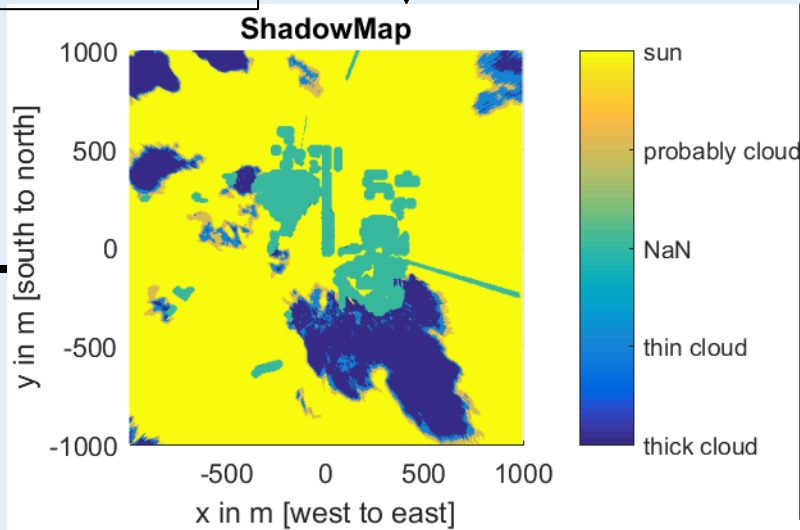 ShadowMap
1000
500
0
-500
-1000
y in m [south to north]
-500
0
500
1000
x in m [west to east]
sun
probably cloud
NaN
thin cloud
thick cloud